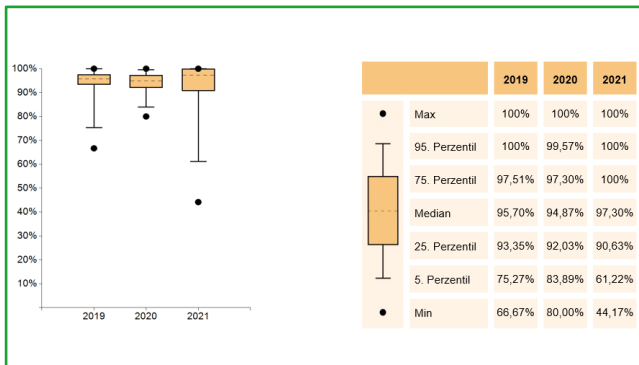 100%
90%
80%
70%
60%
50%
40%
30%
20%
10%
2019 2020 2021
2019 2020 2021
Max 100% 100% 100%
95. Perzentil 100% 99,57% 100%
75. Perzentil 97,51% 97,30% 100%
Median 95,70% 94,87% 97,30%
25. Perzentil 93,35% 92,03% 90,63%
5. Perzentil 75,27% 83,89% 61,22%
Min 66,67% 80,00% 44,17%